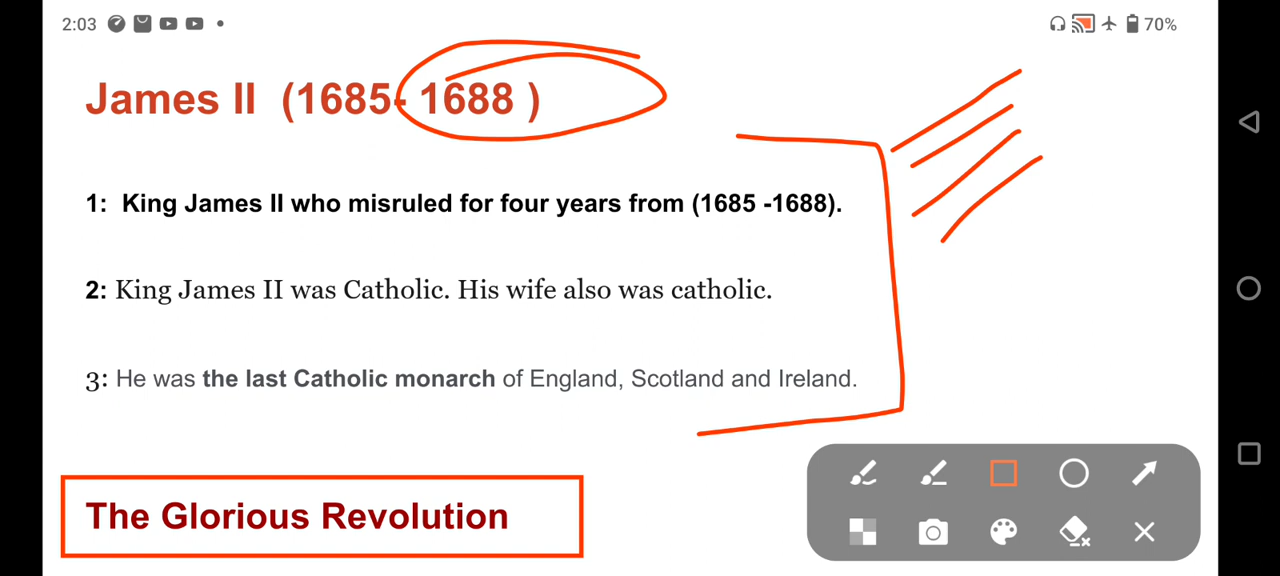 2:03
70%
James II (1685- 1688 )
1: King James II who misruled for four years from (1685 -1688).
2: King James II was Catholic. His wife also was catholic.
3: He was the last Catholic monarch of England, Scotland and Ireland.
The Glorious Revolution